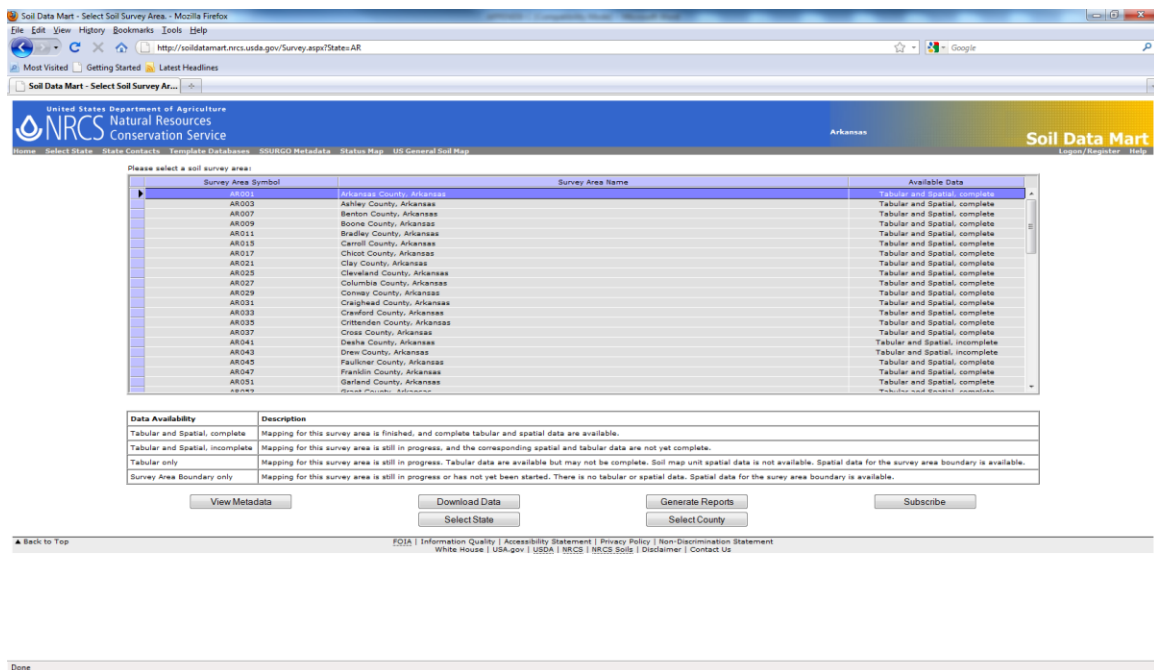 Soil Data Mart - Select Soil Survey Area. - Mozilla Firefox
File Edit View History Bookmarks Tools Help
http://soildatamart.nrcs.usda.gov/Survey.aspx?State=AR
Google
Most Visited Getting Started Latest Headlines
Soil Data Mart - Select Soil Survey Ar...
United States Department of Agriculture
NRCS Natural Resources Conservation Service
Arkansas
Soil Data Mart
Home Select State State Contacts Template Databases SSURGO Metadata Status Map US General Soil Map Logon/Register Help
Please select a soil survey area:
Survey Area Symbol Survey Area Name Available Data
AR001 Arkansas County, Arkansas Tabular and Spatial, complete
AR003 Ashley County, Arkansas Tabular and Spatial, complete
AR007 Benton County, Arkansas Tabular and Spatial, complete
AR009 Boone County, Arkansas Tabular and Spatial, complete
AR011 Bradley County, Arkansas Tabular and Spatial, complete
AR015 Carroll County, Arkansas Tabular and Spatial, complete
AR017 Chicot County, Arkansas Tabular and Spatial, complete
AR021 Clay County, Arkansas Tabular and Spatial, complete
AR025 Cleveland County, Arkansas Tabular and Spatial, complete
AR027 Columbia County, Arkansas Tabular and Spatial, complete
AR029 Conway County, Arkansas Tabular and Spatial, complete
AR031 Craighead County, Arkansas Tabular and Spatial, complete
AR033 Crawford County, Arkansas Tabular and Spatial, complete
AR035 Crittenden County, Arkansas Tabular and Spatial, complete
AR037 Cross County, Arkansas Tabular and Spatial, complete
AR041 Desha County, Arkansas Tabular and Spatial, incomplete
AR043 Drew County, Arkansas Tabular and Spatial, incomplete
AR045 Faulkner County, Arkansas Tabular and Spatial, complete
AR047 Franklin County, Arkansas Tabular and Spatial, complete
AR051 Garland County, Arkansas Tabular and Spatial, complete
AR053 Grant County, Arkansas Tabular and Spatial, complete
Data Availability Description
Tabular and Spatial, complete Mapping for this survey area is finished, and complete tabular and spatial data are available.
Tabular and Spatial, incomplete Mapping for this survey area is still in progress, and the corresponding spatial and tabular data are not yet complete.
Tabular only Mapping for this survey area is still in progress. Tabular data are available but may not be complete. Soil map unit spatial data is not available. Spatial data for the survey area boundary is available.
Survey Area Boundary only Mapping for this survey area is still in progress or has not yet been started. There is no tabular or spatial data. Spatial data for the surey area boundary is available.
View Metadata Download Data Generate Reports Subscribe
Select State Select County
Back to Top
FOIA | Information Quality | Accessibility Statement | Privacy Policy | Non-Discrimination Statement
White House | USA.gov | USDA | NRCS | NRCS Soils | Disclaimer | Contact Us
Done